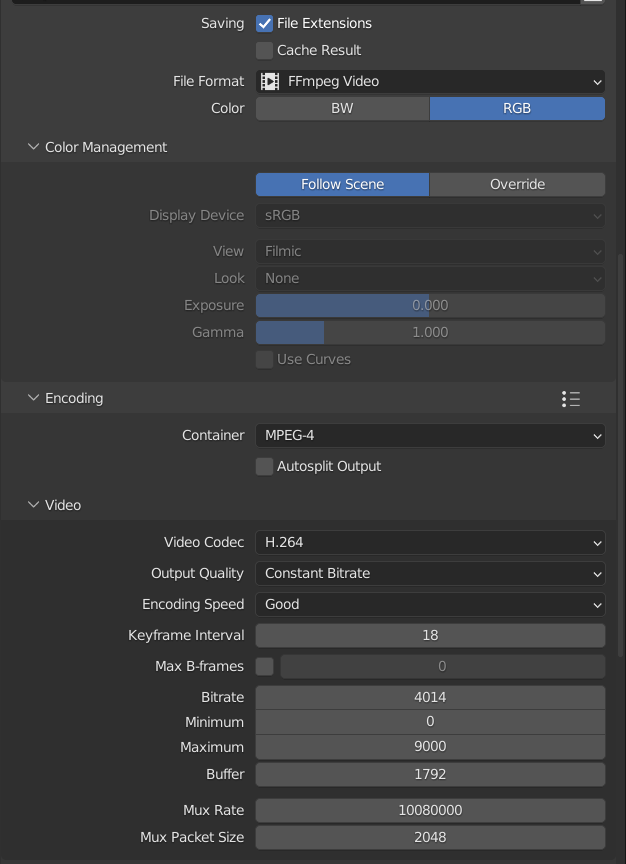 Saving File Extensions
Cache Result
File Format FFmpeg Video
Color BW RGB
Color Management
Follow Scene Override
Display Device sRGB
View Filmic
Look None
Exposure 0.000
Gamma 1.000
Use Curves
Encoding
Container MPEG-4
Autosplit Output
Video
Video Codec H.264
Output Quality Constant Bitrate
Encoding Speed Good
Keyframe Interval 18
Max B-frames 0
Bitrate 4014
Minimum 0
Maximum 9000
Buffer 1792
Mux Rate 10080000
Mux Packet Size 2048